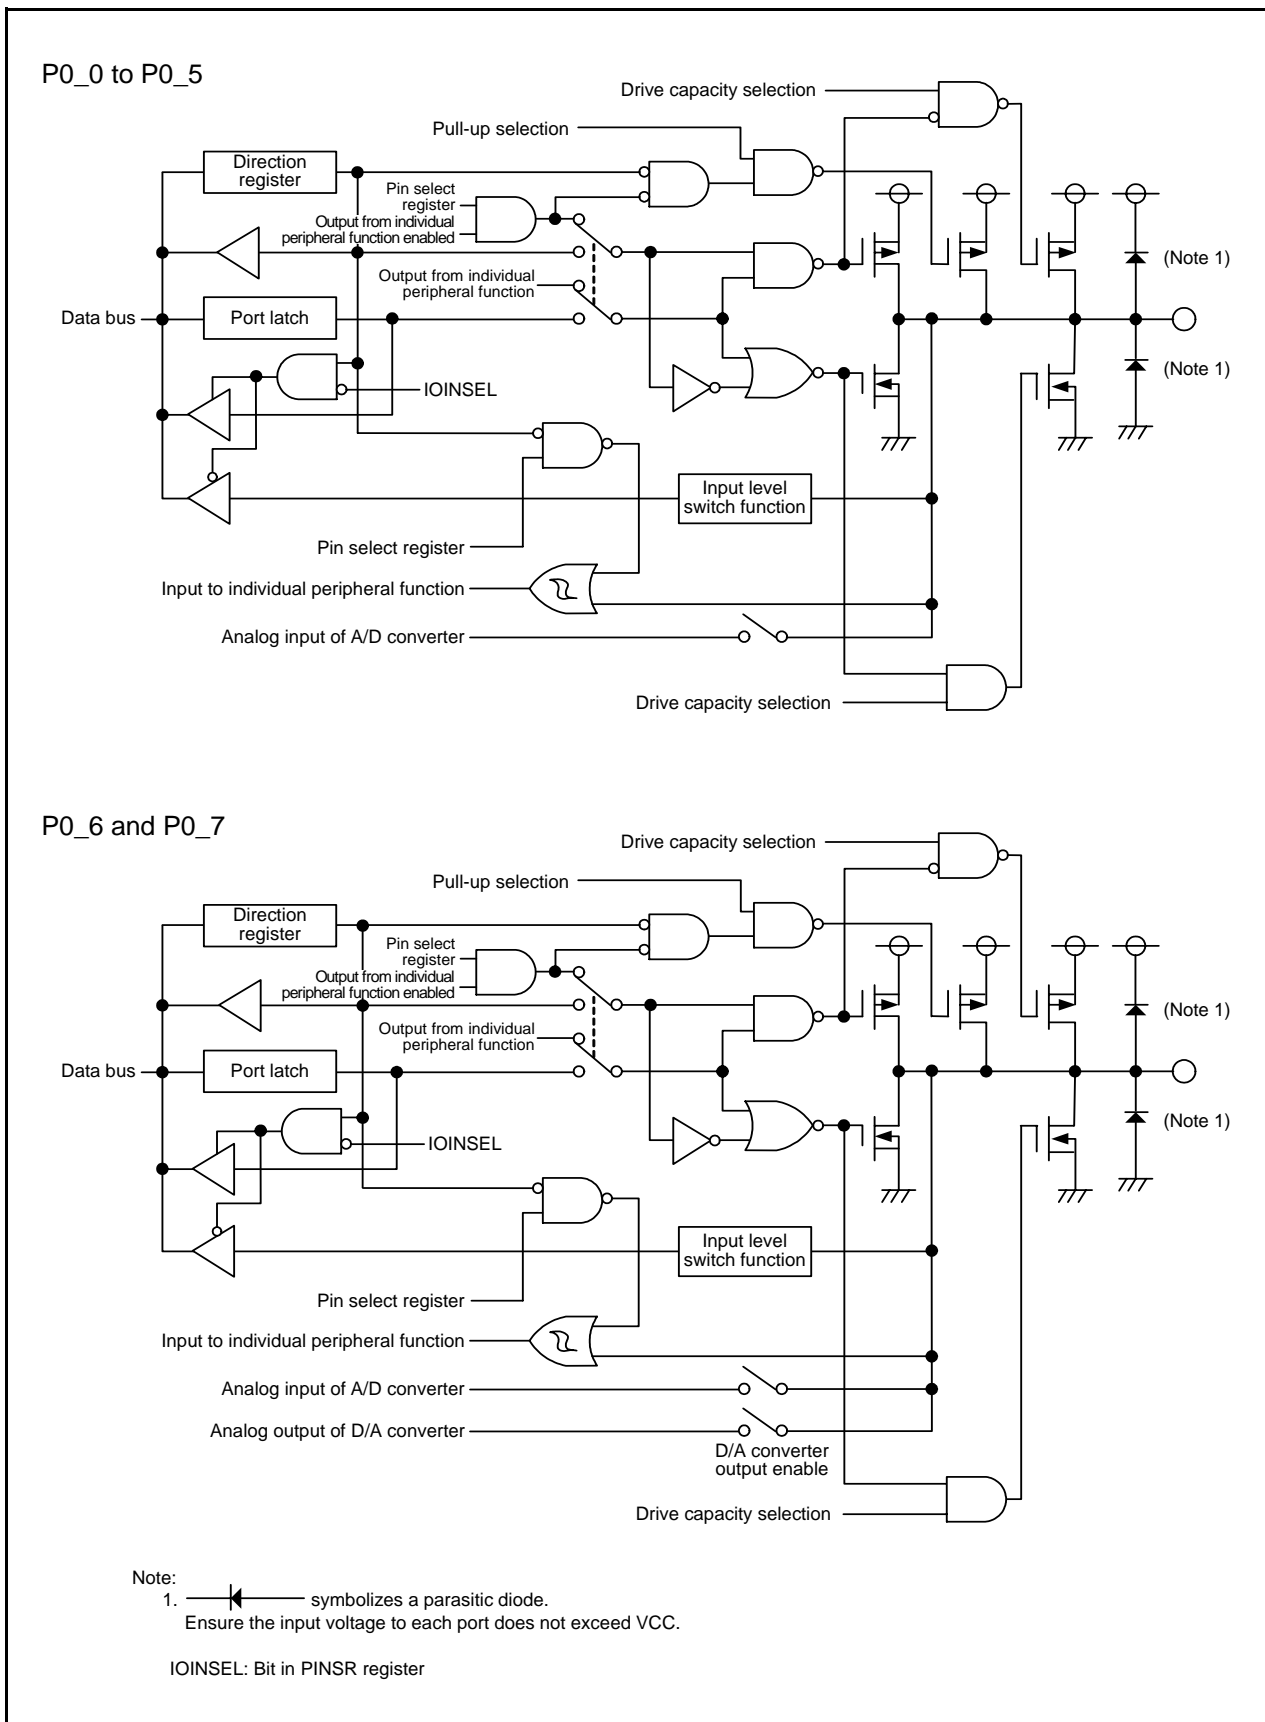 P0_0 to P0_5
Drive capacity selection
Pull-up selection
Direction
register
Pin select
register
Output from individual
peripheral function enabled
Output from individual
peripheral function
(Note 1)
Data bus
Port latch
(Note 1)
IOINSEL
Input level
switch function
Pin select register
Input to individual peripheral function
Analog input of A/D converter
Drive capacity selection
P0_6 and P0_7
Drive capacity selection
Pull-up selection
Direction
register
Pin select
register
Output from individual
peripheral function enabled
Output from individual
peripheral function
(Note 1)
Data bus
Port latch
(Note 1)
IOINSEL
Input level
switch function
Pin select register
Input to individual peripheral function
Analog input of A/D converter
Analog output of D/A converter
D/A converter
output enable
Drive capacity selection
Note:
1. symbolizes a parasitic diode.
Ensure the input voltage to each port does not exceed VCC.
IOINSEL: Bit in PINSR register